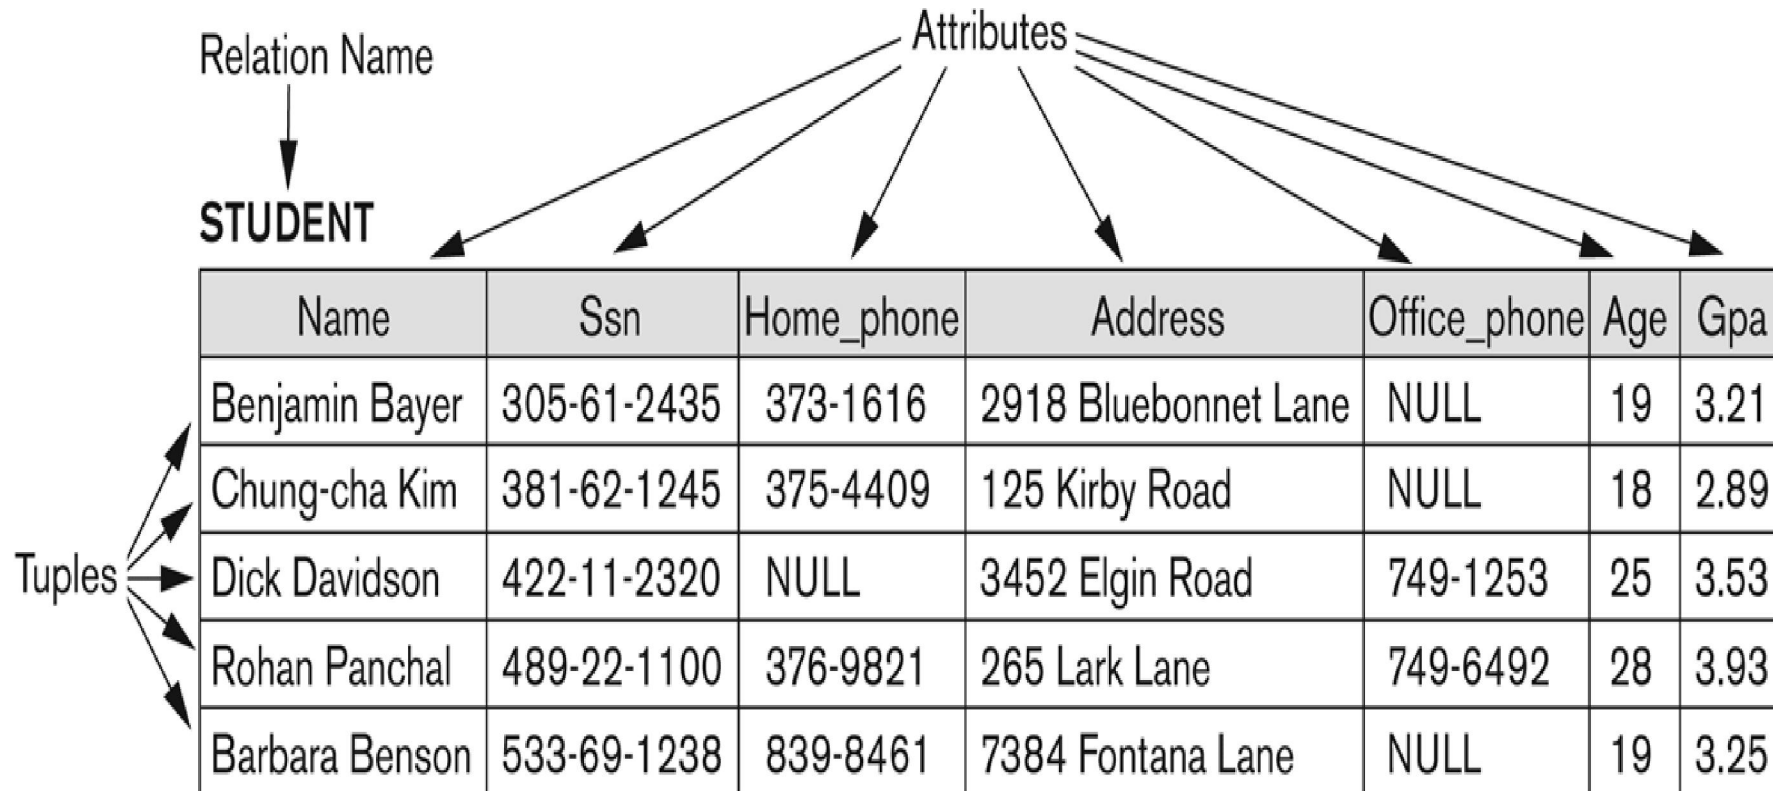 Attributes
Relation Name
STUDENT
Name Ssn Home_phone Address Office_phone Age Gpa
Benjamin Bayer 305-61-2435 373-1616 2918 Bluebonnet Lane NULL 19 3.21
Chung-cha Kim 381-62-1245 375-4409 125 Kirby Road NULL 18 2.89
Tuples Dick Davidson 422-11-2320 NULL 3452 Elgin Road 749-1253 25 3.53
Rohan Panchal 489-22-1100 376-9821 265 Lark Lane 749-6492 28 3.93
Barbara Benson 533-69-1238 839-8461 7384 Fontana Lane NULL 19 3.25